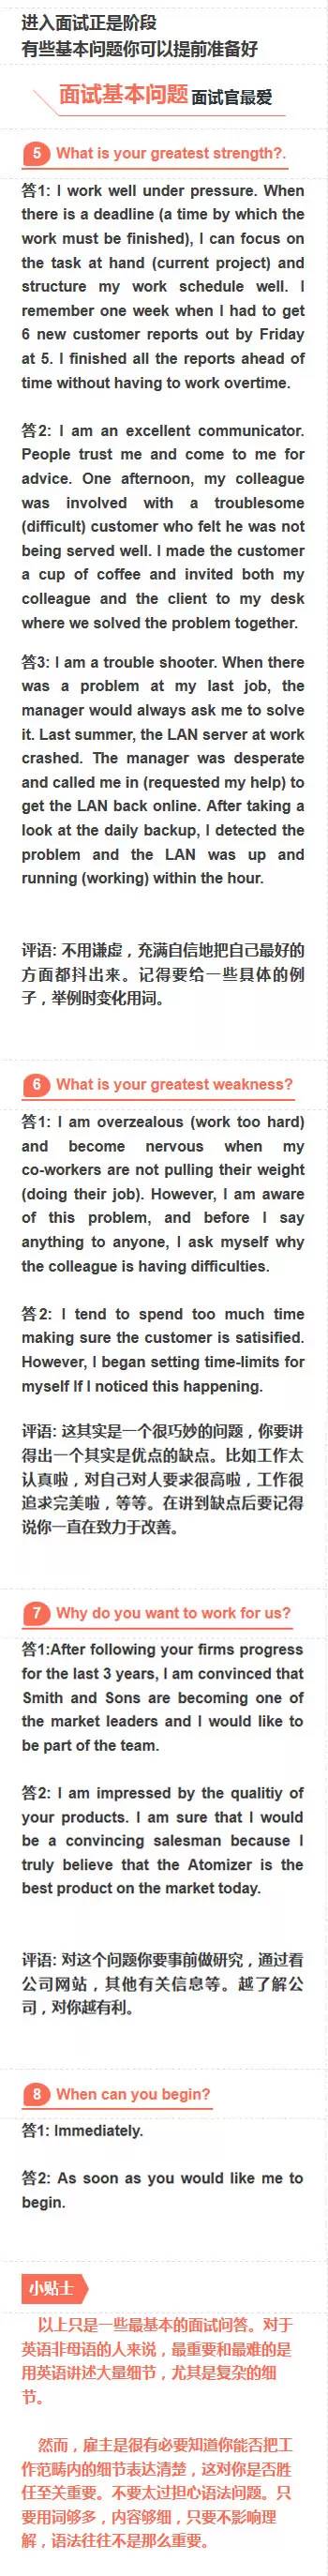 进入面试正是阶段
有些基本问题你可以提前准备好
面试基本问题 面试官最爱
5 What is your greatest strength?.
答1: I work well under pressure. When
there is a deadline (a time by which the
work must be finished), I can focus on
the task at hand (current project) and
structure my work schedule well. I
remember one week when I had to get
6 new customer reports out by Friday
at 5. I finished all the reports ahead of
time without having to work overtime.
答2: I am an excellent communicator.
People trust me and come to me for
advice. One afternoon, my colleague
was involved with a troublesome
(difficult) customer who felt he was not
being served well. I made the customer
a cup of coffee and invited both my
colleague and the client to my desk
where we solved the problem together.
答3: I am a trouble shooter. When there
was a problem at my last job, the
manager would always ask me to solve
it. Last summer, the LAN server at work
crashed. The manager was desperate
and called me in (requested my help) to
get the LAN back online. After taking a
look at the daily backup, I detected the
problem and the LAN was up and
running (working) within the hour.
评语: 不用谦虚，充满自信地把自己最好的
方面都抖出来。记得要给一些具体的例
子，举例时变化用词。
6 What is your greatest weakness?
答1: I am overzealous (work too hard)
and become nervous when my
co-workers are not pulling their weight
(doing their job). However, I am aware
of this problem, and before I say
anything to anyone, I ask myself why
the colleague is having difficulties.
答2: I tend to spend too much time
making sure the customer is satisified.
However, I began setting time-limits for
myself If I noticed this happening.
评语: 这其实是一个很巧妙的问题，你要讲
得出一个其实是优点的缺点。比如工作太
认真啦，对自己对人要求很高啦，工作很
追求完美啦，等等。在讲到缺点后要记得
说你一直在致力于改善。
7 Why do you want to work for us?
答1:After following your firms progress
for the last 3 years, I am convinced that
Smith and Sons are becoming one of
the market leaders and I would like to
be part of the team.
答2: I am impressed by the qualitiy of
your products. I am sure that I would
be a convincing salesman because I
truly believe that the Atomizer is the
best product on the market today.
评语: 对这个问题你要事前做研究，通过看
公司网站，其他有关信息等。越了解公
司，对你越有利。
8 When can you begin?
答1: Immediately.
答2: As soon as you would like me to
begin.
小贴士
以上只是一些最基本的面试问答。对于
英语非母语的人来说，最重要和最难的是
用英语讲述大量细节，尤其是复杂的细
节。
然而，雇主是很有必要知道你能否把工
作范畴内的细节表达清楚，这对你是否胜
任至关重要。不要太过担心语法问题。只
要用词够多，内容够细，只要不影响理
解，语法往往不是那么重要。